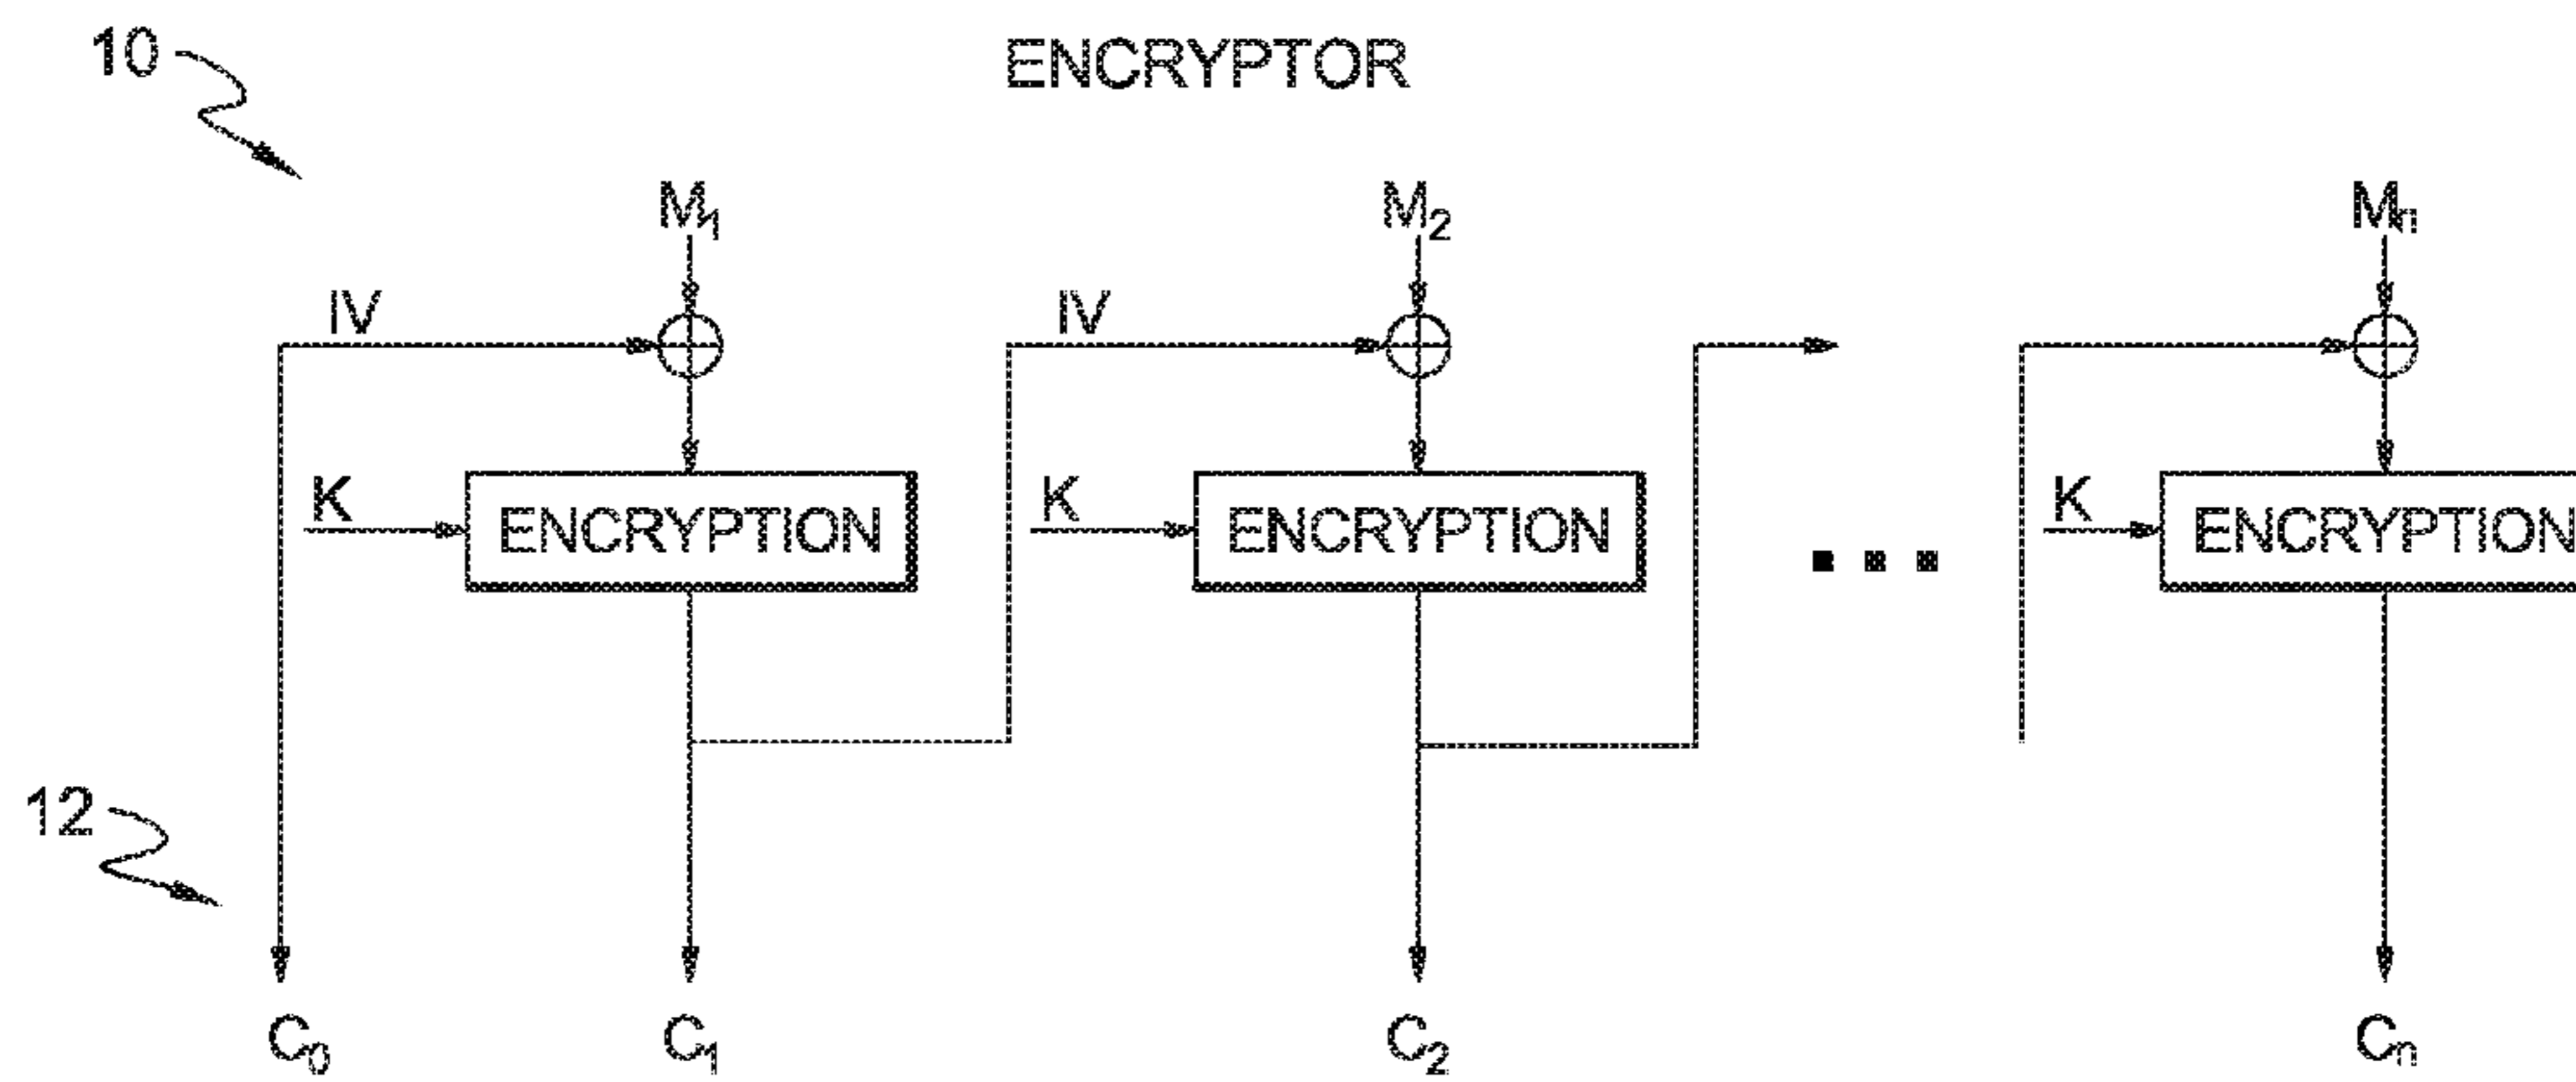 10 ENCRYPTOR
M₁ M₂ Mₙ
IV IV
K K K
ENCRYPTION ENCRYPTION ENCRYPTION
12
C₀ C₁ C₂ Cₙ